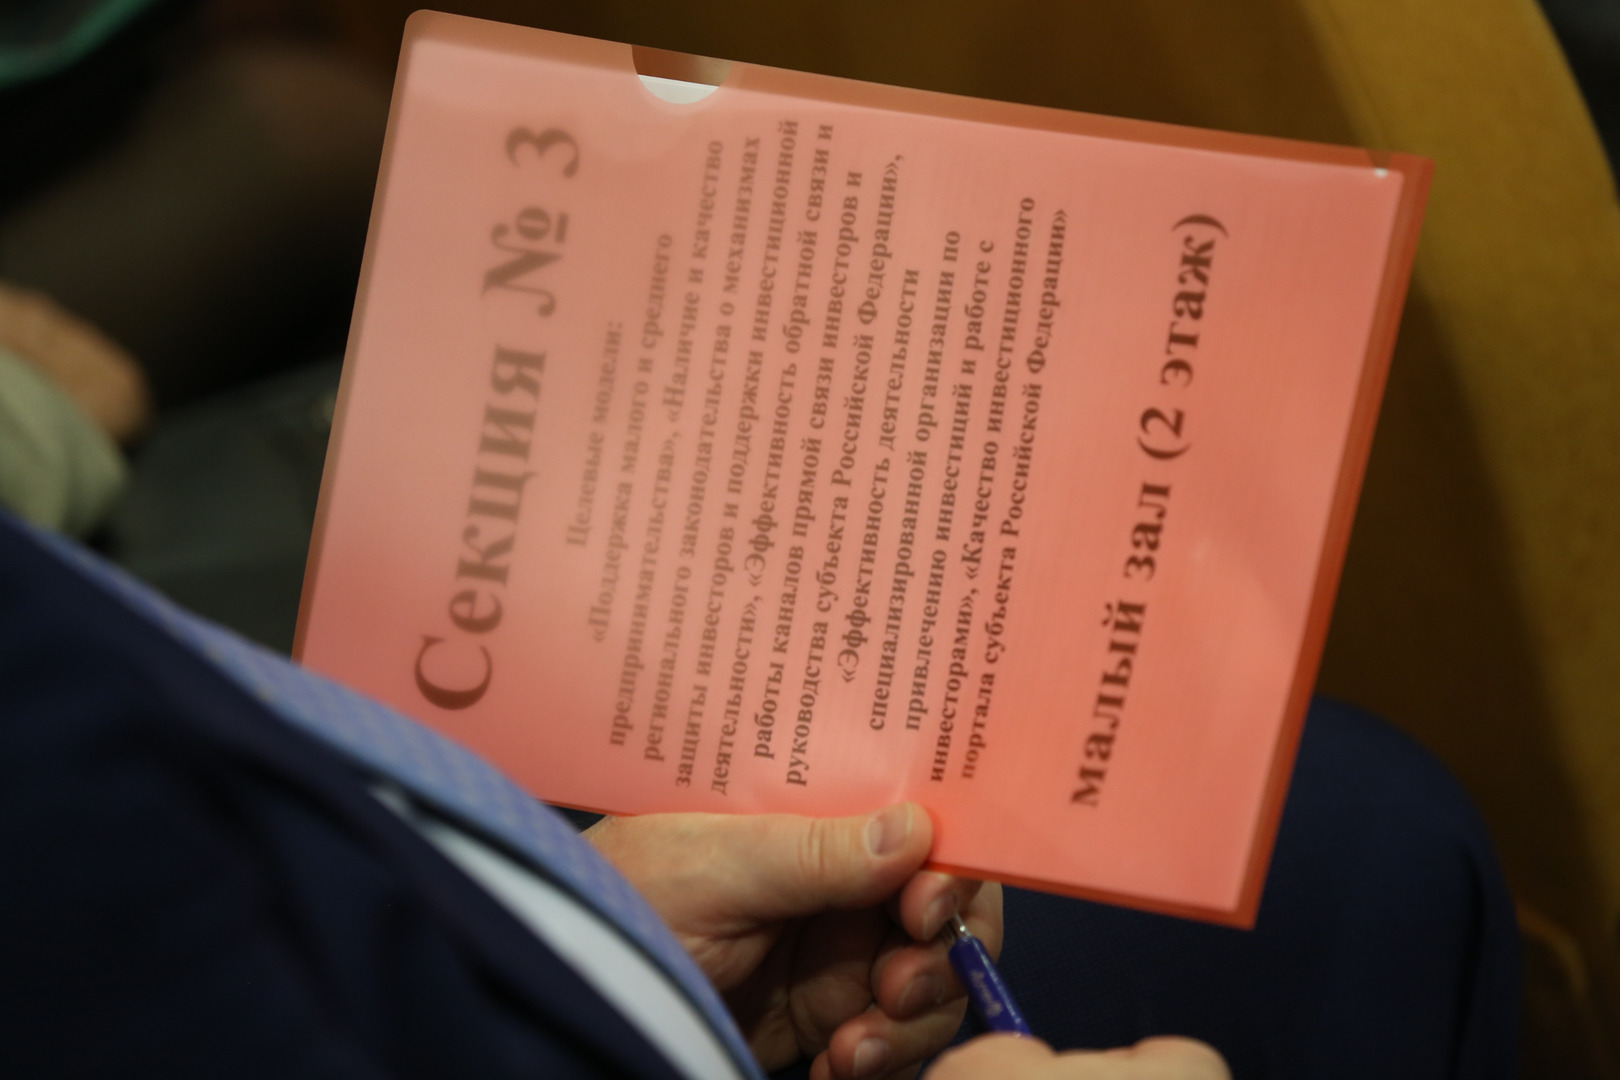 Секция № 3
Целевые модели:
«Поддержка малого и среднего
предпринимательства», «Наличие и качество
регионального законодательства о механизмах
защиты инвесторов и поддержки инвестиционной
деятельности», «Эффективность обратной связи и
работы каналов прямой связи инвесторов и
руководства субъекта Российской Федерации»,
«Эффективность деятельности
специализированной организации по
привлечению инвестиций и работе с
инвесторами», «Качество инвестиционного
портала субъекта Российской Федерации»
малый зал (2 этаж)